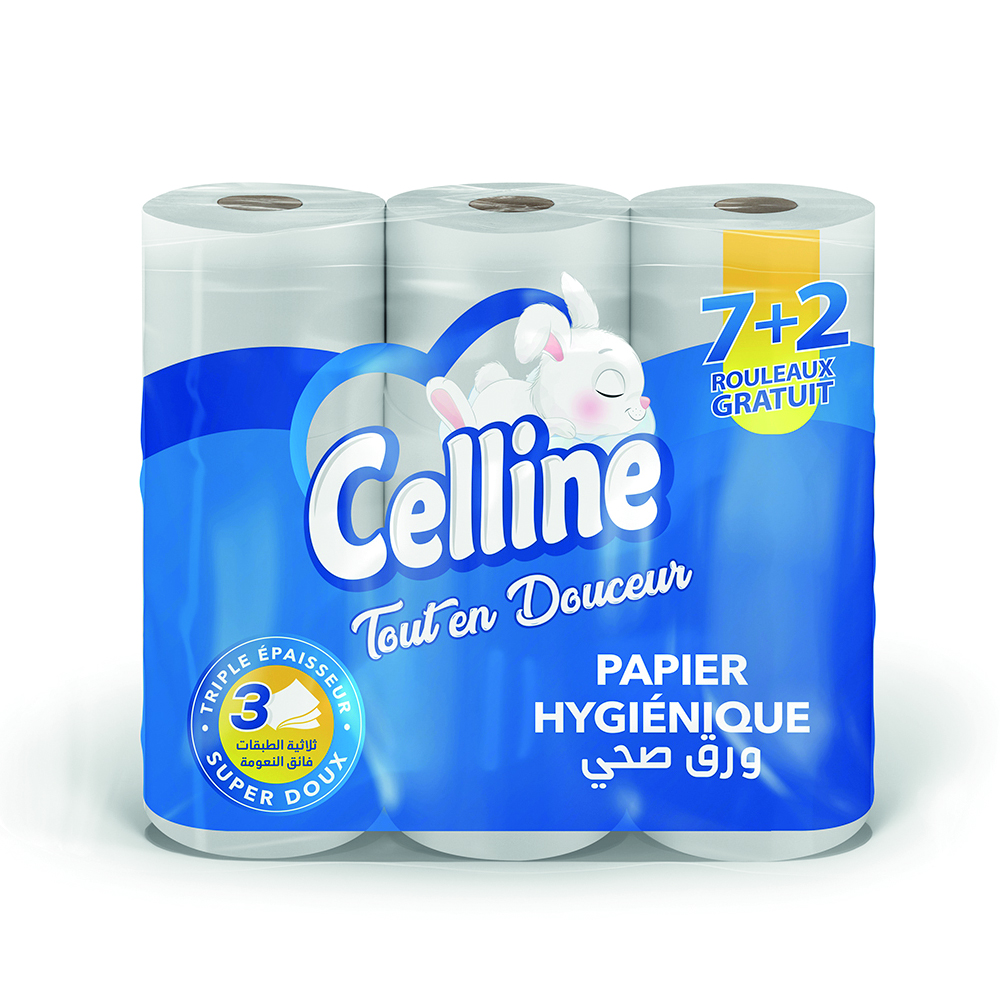 7+2
ROULEAUX
GRATUIT
Celline
Tout en Douceur
TRIPLE ÉPAISSEUR
3
ثلاثية الطبقات
فائق النعومة
SUPER DOUX
PAPIER
HYGIÉNIQUE
ورق صحي